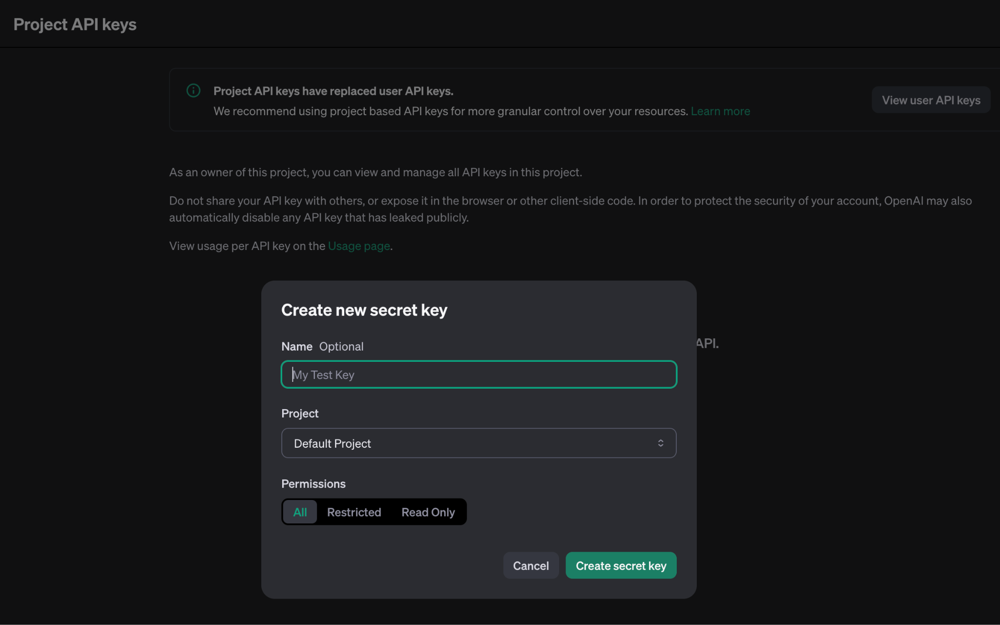 Project API keys
Project API keys have replaced user API keys.
We recommend using project based API keys for more granular control over your resources. Learn more
View user API keys
As an owner of this project, you can view and manage all API keys in this project.
Do not share your API key with others, or expose it in the browser or other client-side code. In order to protect the security of your account, OpenAI may also
automatically disable any API key that has leaked publicly.
View usage per API key on the Usage page.
API.
Create new secret key
Name Optional
My Test Key
Project
Default Project
Permissions
All Restricted Read Only
Cancel Create secret key